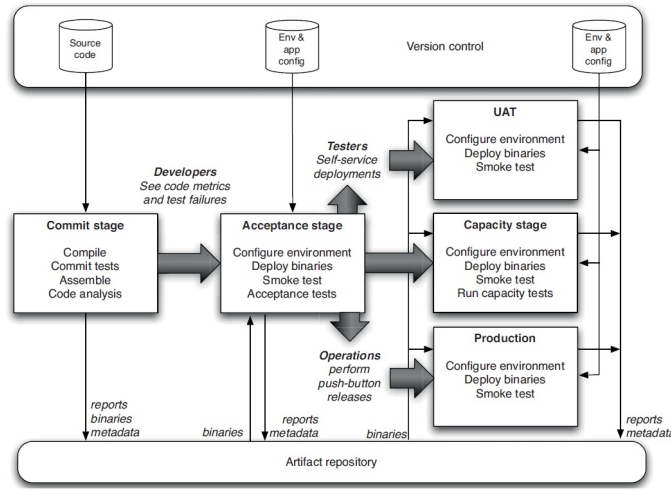 Source
code
Env &
app
config
Version control
Env &
app
config
Developers
See code metrics
and test failures
Testers
Self-service
deployments
UAT
Configure environment
Deploy binaries
Smoke test
Commit stage
Compile
Commit tests
Assemble
Code analysis
Acceptance stage
Configure environment
Deploy binaries
Smoke test
Acceptance tests
Capacity stage
Configure environment
Deploy binaries
Smoke test
Run capacity tests
Operations
perform
push-button
releases
Production
Configure environment
Deploy binaries
Smoke test
reports
binaries
metadata
binaries
reports
metadata
binaries
reports
metadata
Artifact repository